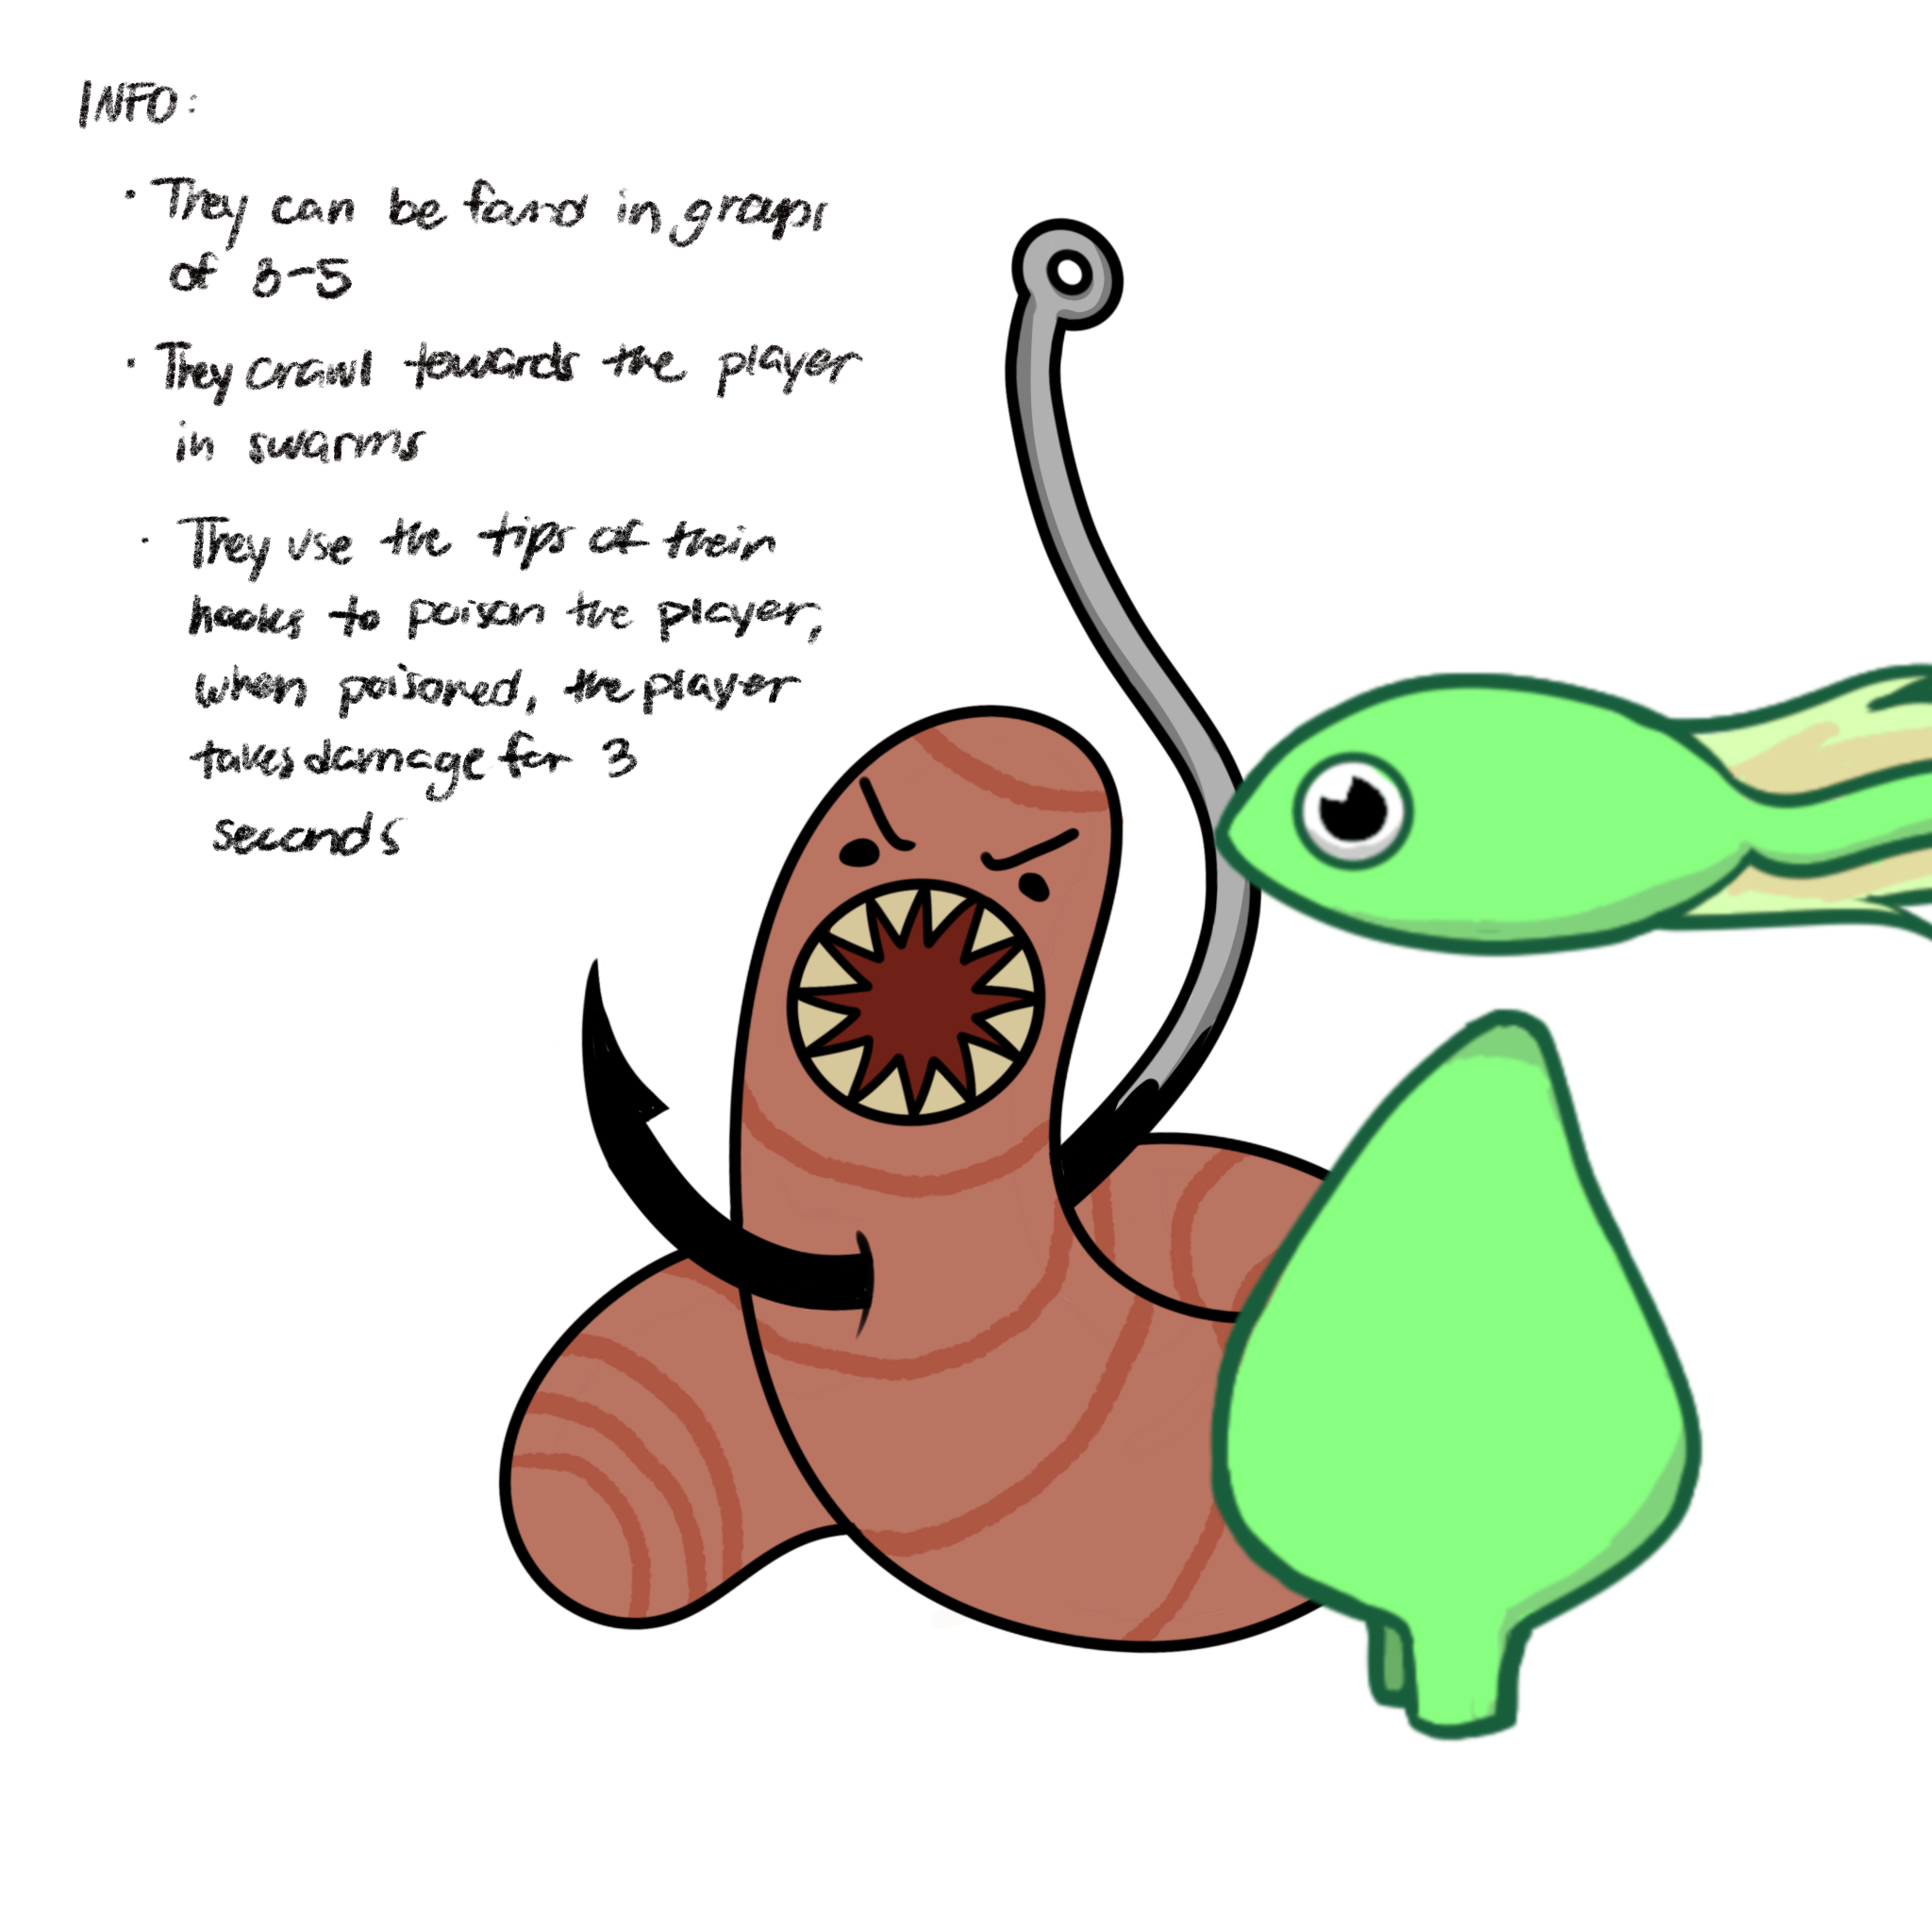 INFO:
· They can be found in groups
of 3-5
· They crawl towards the player
in swarms
· They use the tips of their
hooks to poison the player,
when poisoned, the player
takes damage for 3
seconds